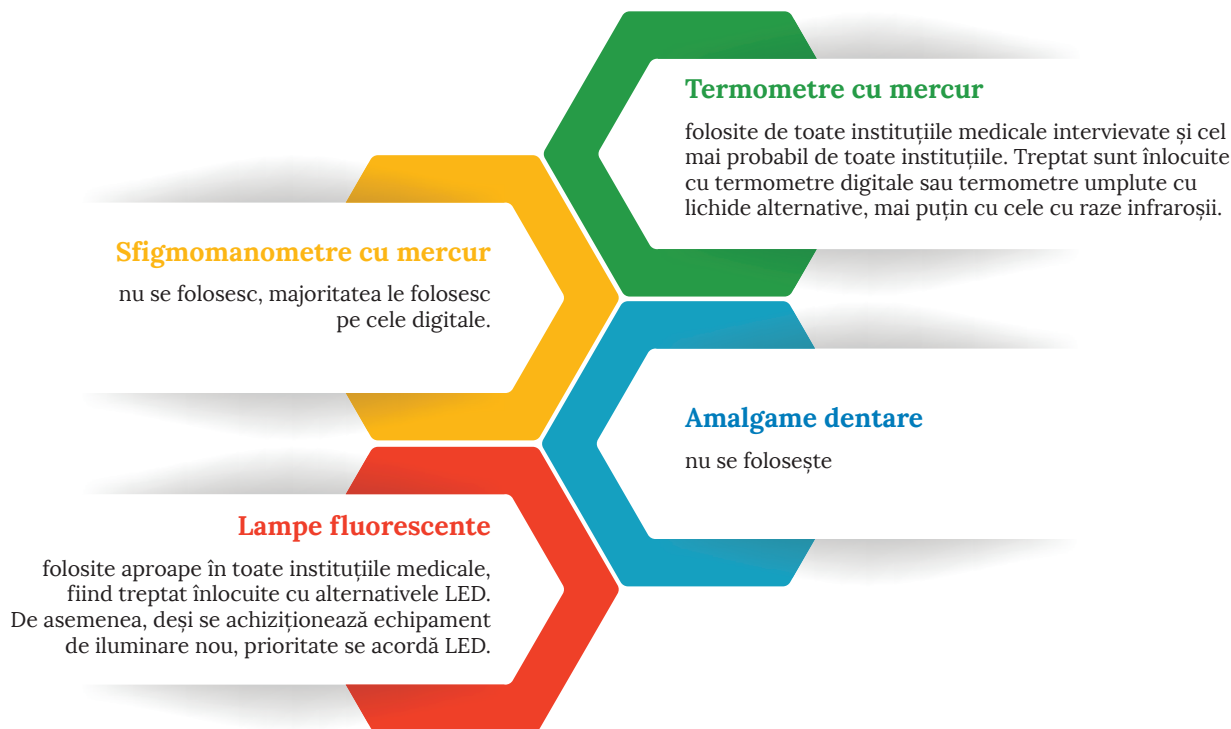 Termometre cu mercur
folosite de toate instituțiile medicale intervievate și cel
mai probabil de toate instituțiile. Treptat sunt înlocuite
cu termometre digitale sau termometre umplute cu
lichide alternative, mai puțin cu cele cu raze infraroșii.
Sfigmomanometre cu mercur
nu se folosesc, majoritatea le folosesc
pe cele digitale.
Amalgame dentare
nu se folosește
Lampe fluorescente
folosite aproape în toate instituțiile medicale,
fiind treptat înlocuite cu alternativele LED.
De asemenea, deși se achiziționează echipament
de iluminare nou, prioritate se acordă LED.